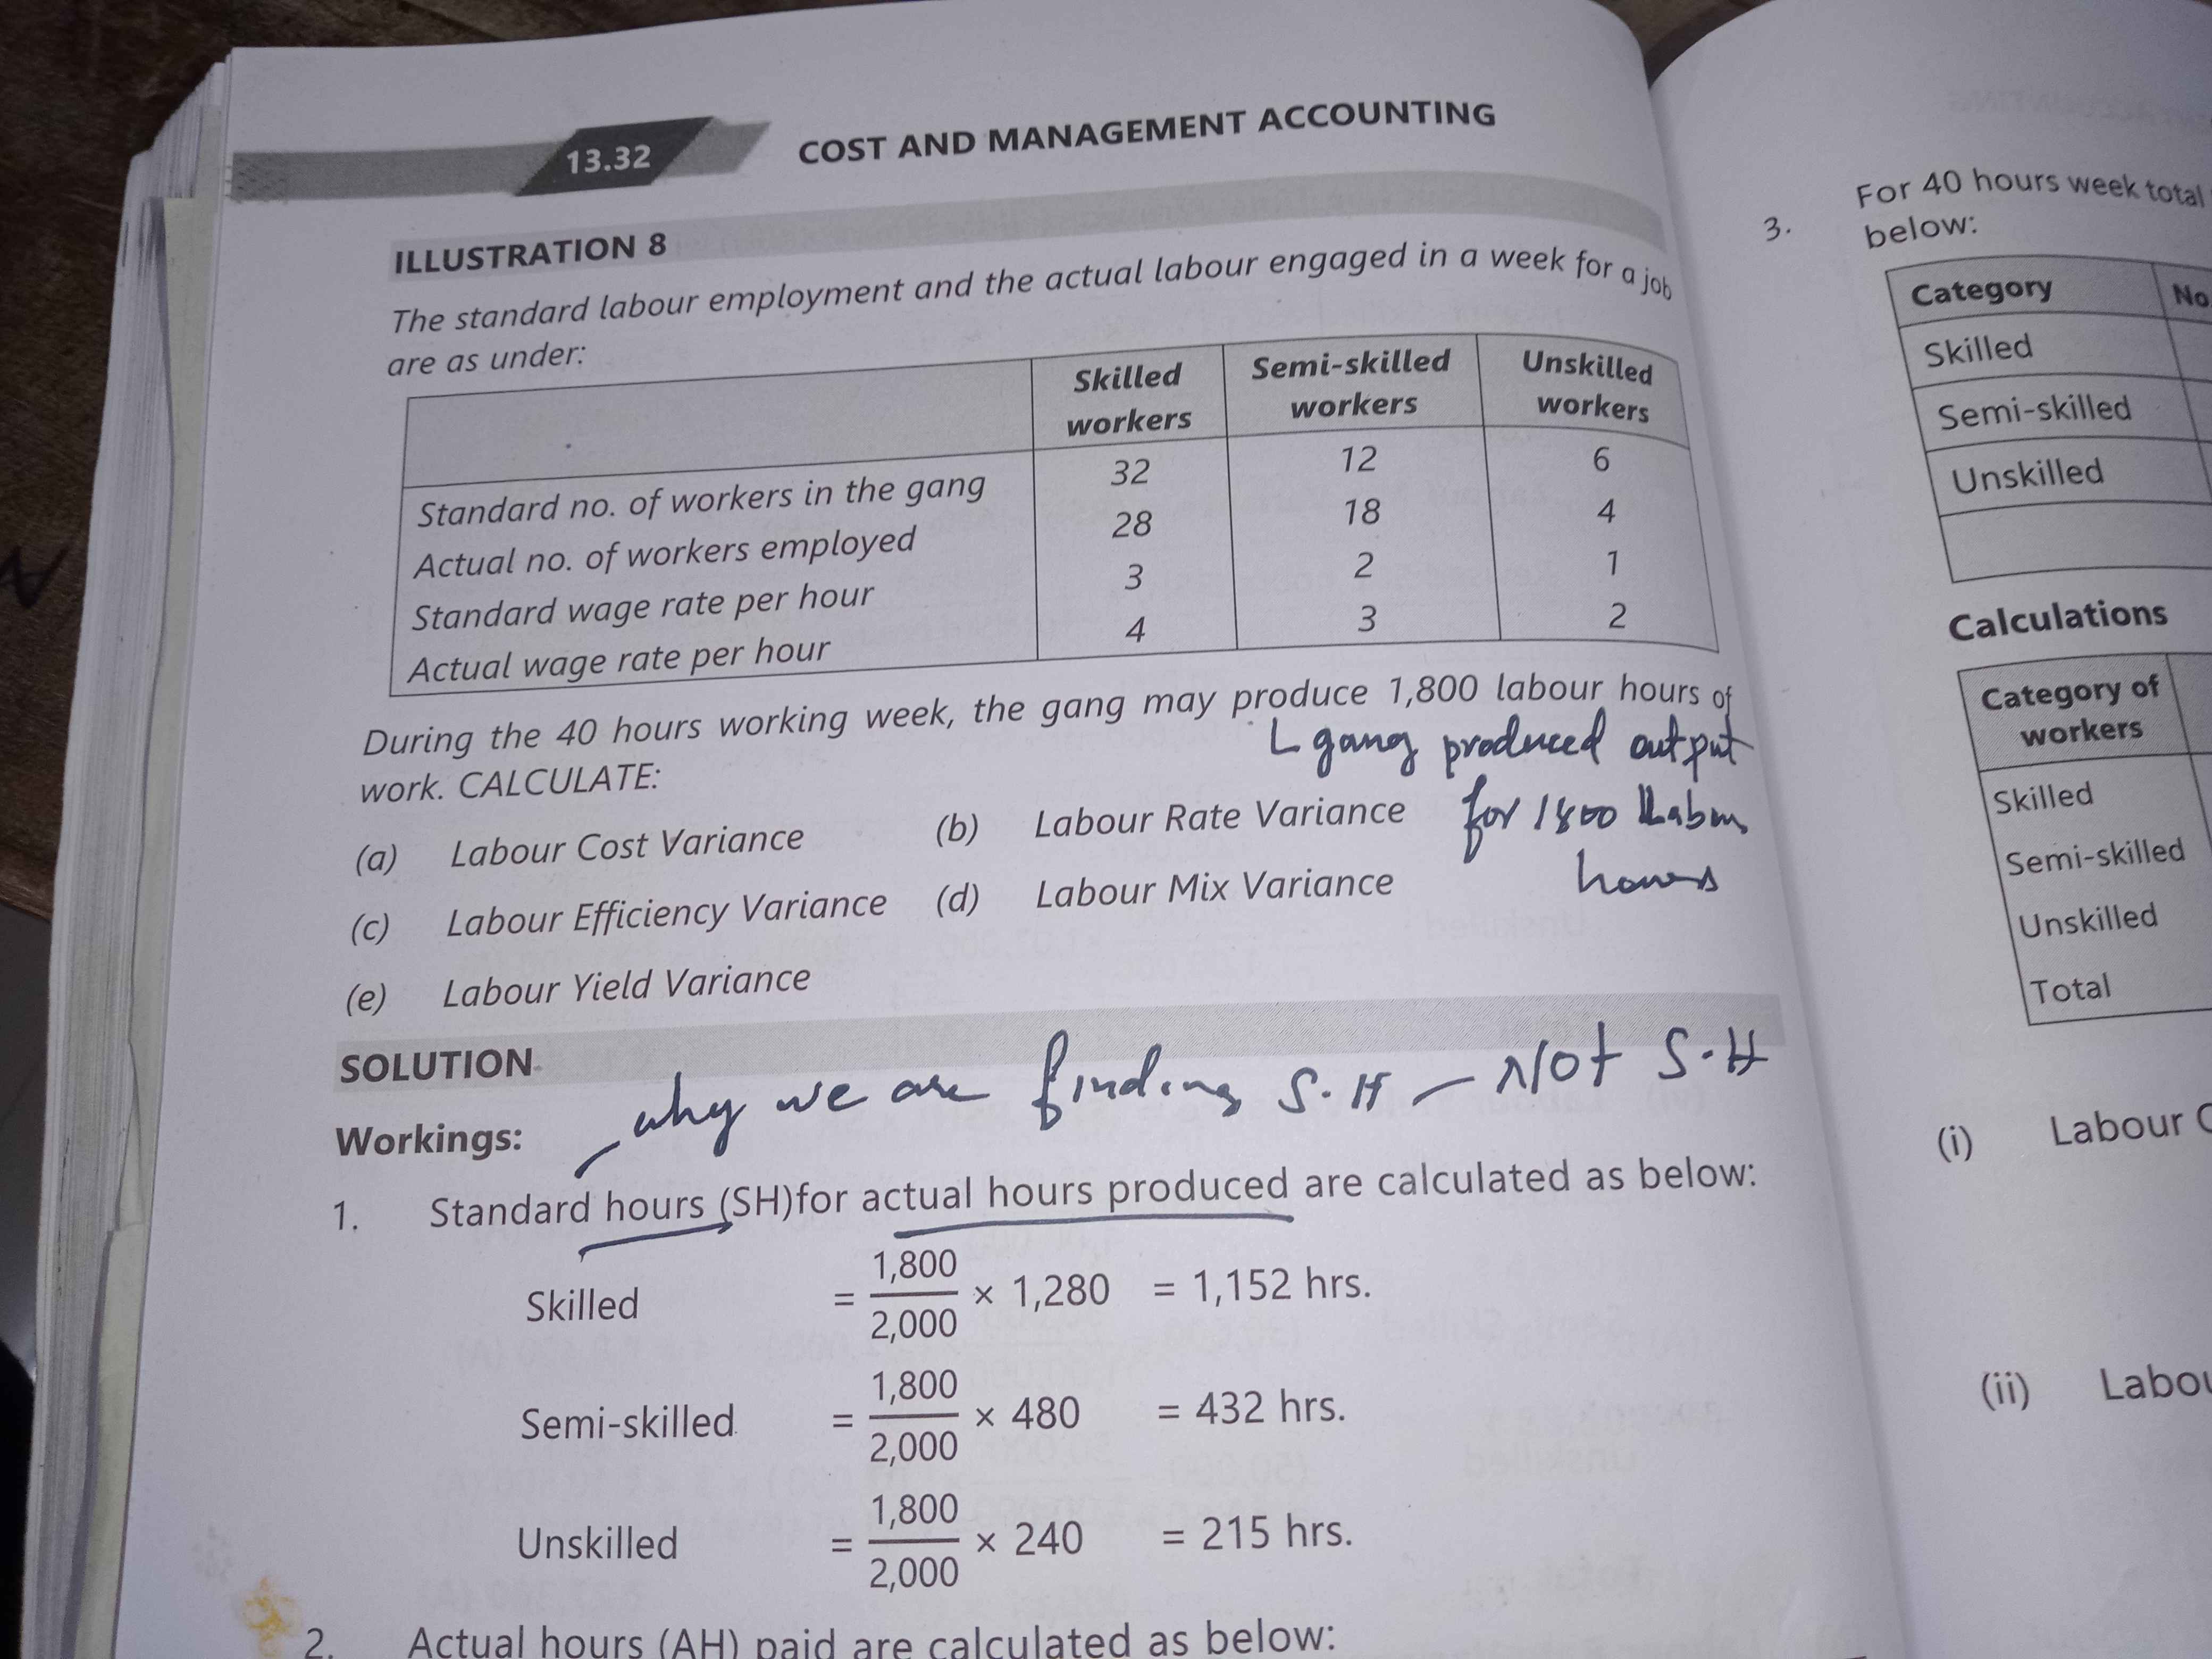 13.32 COST AND MANAGEMENT ACCOUNTING
ILLUSTRATION 8
The standard labour employment and the actual labour engaged in a week for a job
are as under:
Skilled workers Semi-skilled workers Unskilled workers
Standard no. of workers in the gang 32 12 6
Actual no. of workers employed 28 18 4
Standard wage rate per hour 3 2 1
Actual wage rate per hour 4 3 2
During the 40 hours working week, the gang may produce 1,800 labour hours of
work. CALCULATE:
gang produced output
for 1800
hours
(a) Labour Cost Variance (b) Labour Rate Variance
(c) Labour Efficiency Variance (d) Labour Mix Variance
(e) Labour Yield Variance
SOLUTION
why we are finding S.H - Not S.H
Workings:
1. Standard hours (SH)for actual hours produced are calculated as below:
Skilled = 1,800/2,000 × 1,280 = 1,152 hrs.
Semi-skilled = 1,800/2,000 × 480 = 432 hrs.
Unskilled = 1,800/2,000 × 240 = 215 hrs.
2. Actual hours (AH) paid are calculated as below:
3. For 40 hours week total
below:
Category No
Skilled
Semi-skilled
Unskilled
Calculations
Category of
workers
Skilled
Semi-skilled
Unskilled
Total
(i) Labour C
(ii) Labou